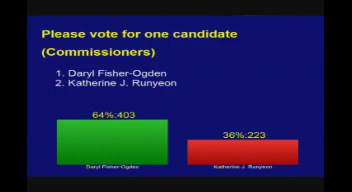 Please vote for one candidate
(Commissioners)
1. Daryl Fisher-Ogden
2. Katherine J. Runyeon
64%:403
36%:223
Daryl Fisher-Ogden
Katherine J. Runyeon